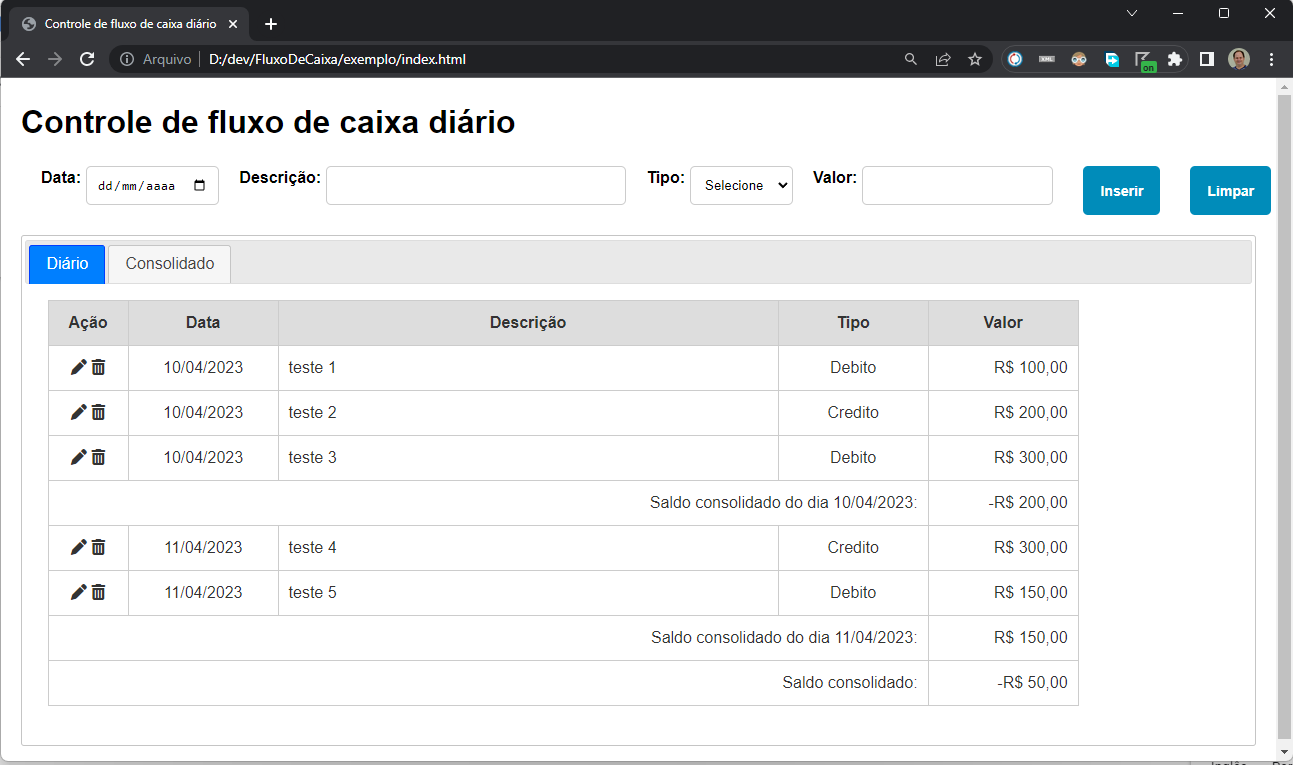 Controle de fluxo de caixa diário
Arquivo D:/dev/FluxoDeCaixa/exemplo/index.html
XML
on
Controle de fluxo de caixa diário
Data: dd/mm/aaaa Descrição: Tipo: Selecione Valor: Inserir Limpar
Diário Consolidado
Ação Data Descrição Tipo Valor
10/04/2023 teste 1 Debito R$ 100,00
10/04/2023 teste 2 Credito R$ 200,00
10/04/2023 teste 3 Debito R$ 300,00
Saldo consolidado do dia 10/04/2023: -R$ 200,00
11/04/2023 teste 4 Credito R$ 300,00
11/04/2023 teste 5 Debito R$ 150,00
Saldo consolidado do dia 11/04/2023: R$ 150,00
Saldo consolidado: -R$ 50,00